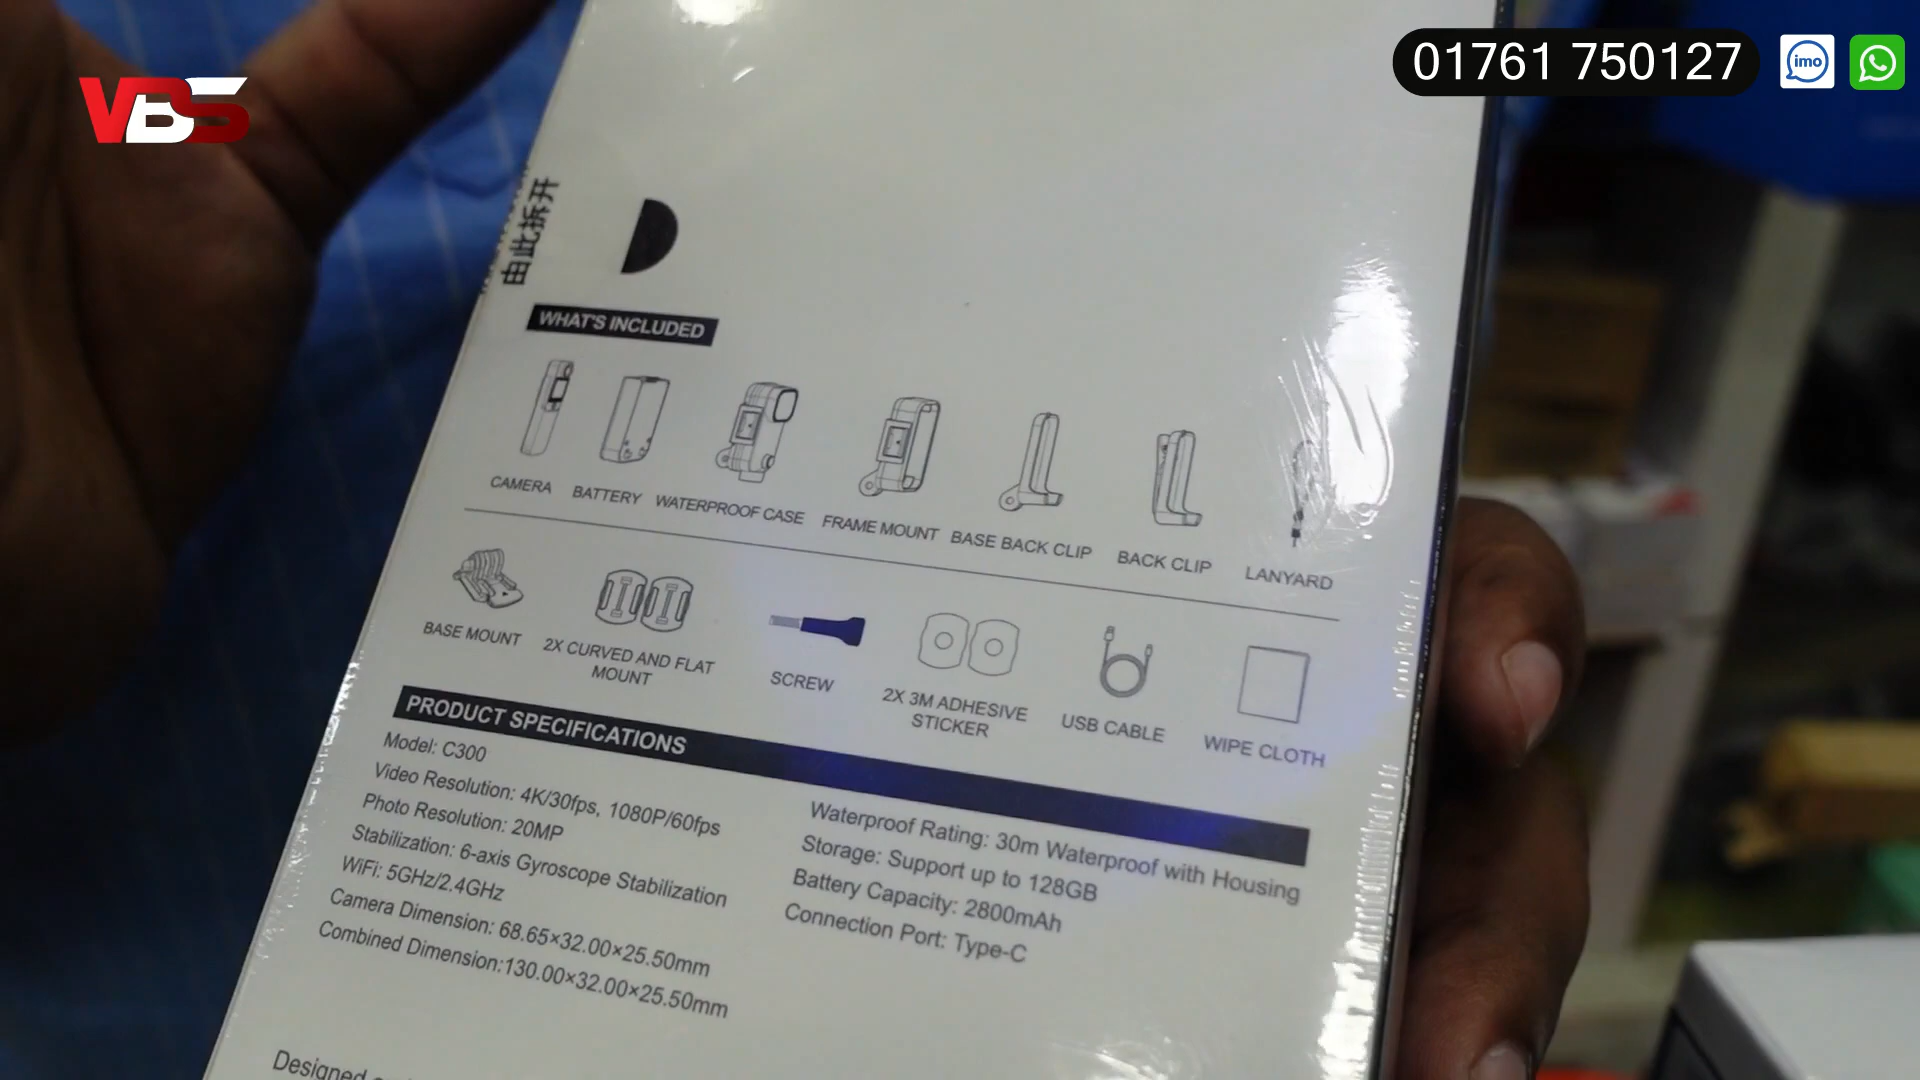 VBS
01761 750127
imo
由此拆开
WHAT'S INCLUDED
CAMERA
BATTERY
WATERPROOF CASE
FRAME MOUNT
BASE BACK CLIP
BACK CLIP
LANYARD
BASE MOUNT
2X CURVED AND FLAT
MOUNT
SCREW
2X 3M ADHESIVE
STICKER
USB CABLE
WIPE CLOTH
PRODUCT SPECIFICATIONS
Model: C300
Video Resolution: 4K/30fps, 1080P/60fps
Photo Resolution: 20MP
Stabilization: 6-axis Gyroscope Stabilization
WiFi: 5GHz/2.4GHz
Camera Dimension: 68.65×32.00×25.50mm
Combined Dimension:130.00×32.00×25.50mm
Waterproof Rating: 30m Waterproof with Housing
Storage: Support up to 128GB
Battery Capacity: 2800mAh
Connection Port: Type-C
Designed